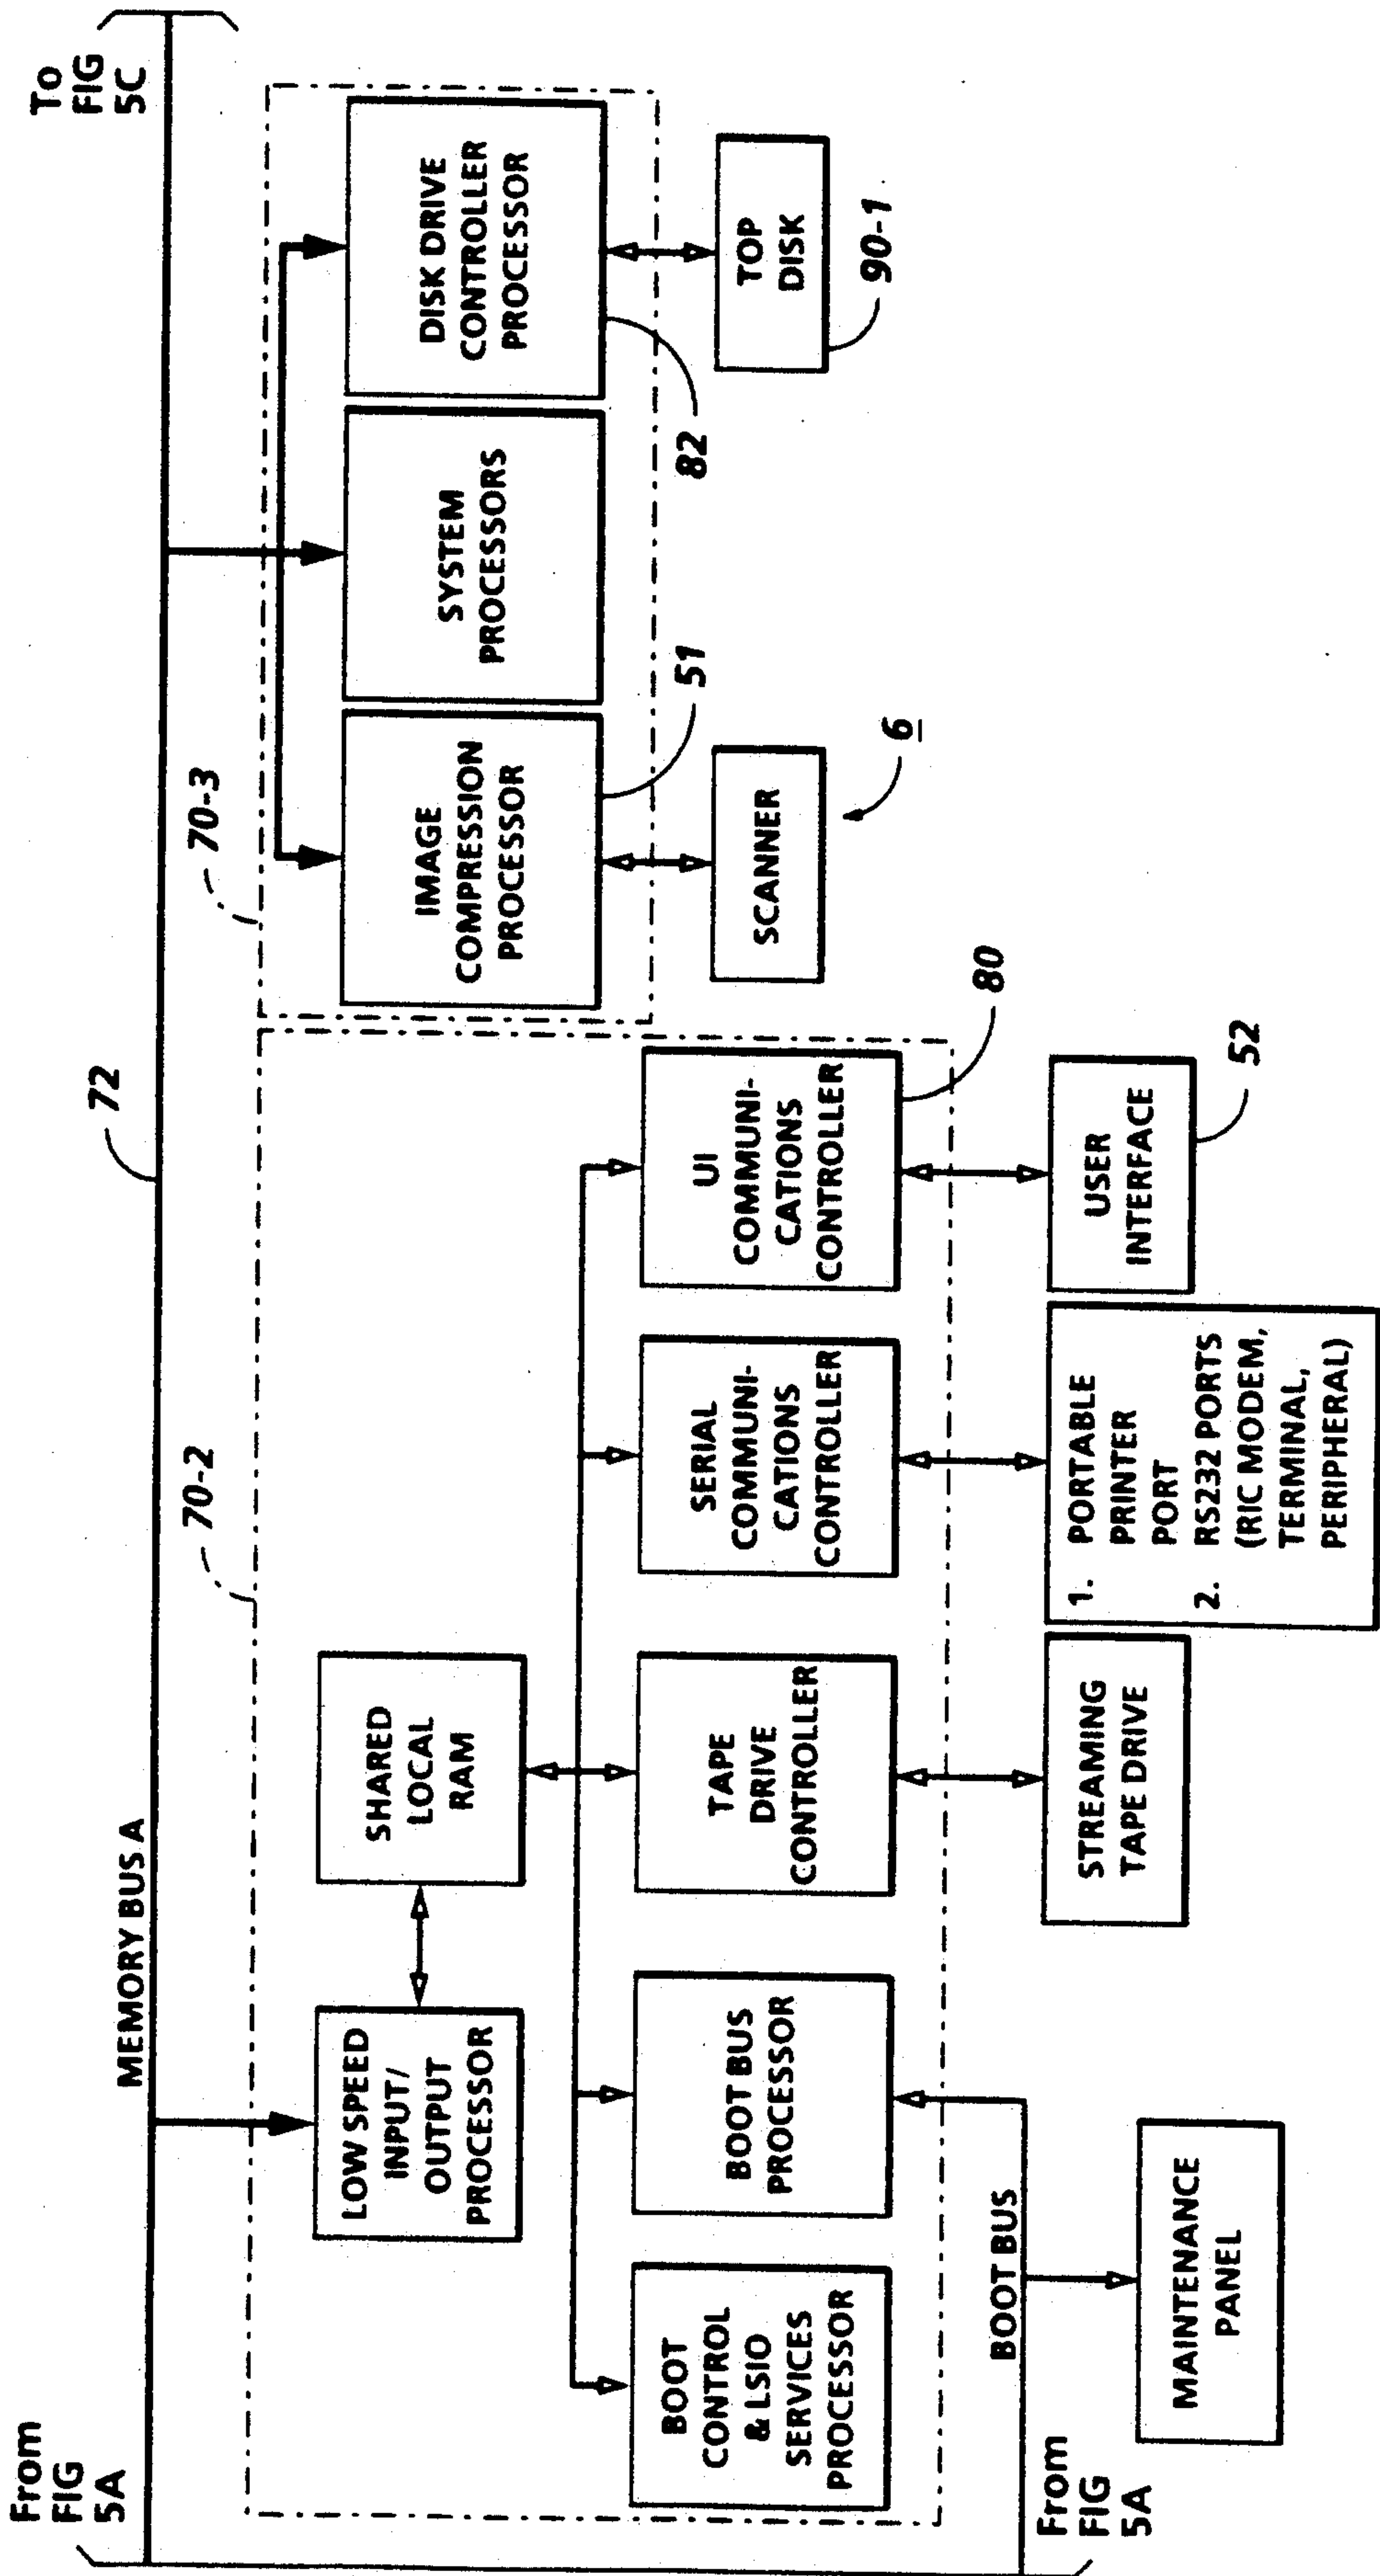 From
FIG
5A
MEMORY BUS A
72
To
FIG
5C
70-2
70-3
LOW SPEED
INPUT/
OUTPUT
PROCESSOR
SHARED
LOCAL
RAM
IMAGE
COMPRESSION
PROCESSOR
SYSTEM
PROCESSORS
DISK DRIVE
CONTROLLER
PROCESSOR
BOOT
CONTROL
& LSIO
SERVICES
PROCESSOR
BOOT BUS
PROCESSOR
TAPE
DRIVE
CONTROLLER
SERIAL
COMMUNI-
CATIONS
CONTROLLER
UI
COMMUNI-
CATIONS
CONTROLLER
80
51
82
SCANNER
6
TOP
DISK
90-1
From
FIG
5A
BOOT BUS
MAINTENANCE
PANEL
STREAMING
TAPE DRIVE
1. PORTABLE
PRINTER
PORT
2. RS232 PORTS
(RIC MODEM,
TERMINAL,
PERIPHERAL)
USER
INTERFACE
52